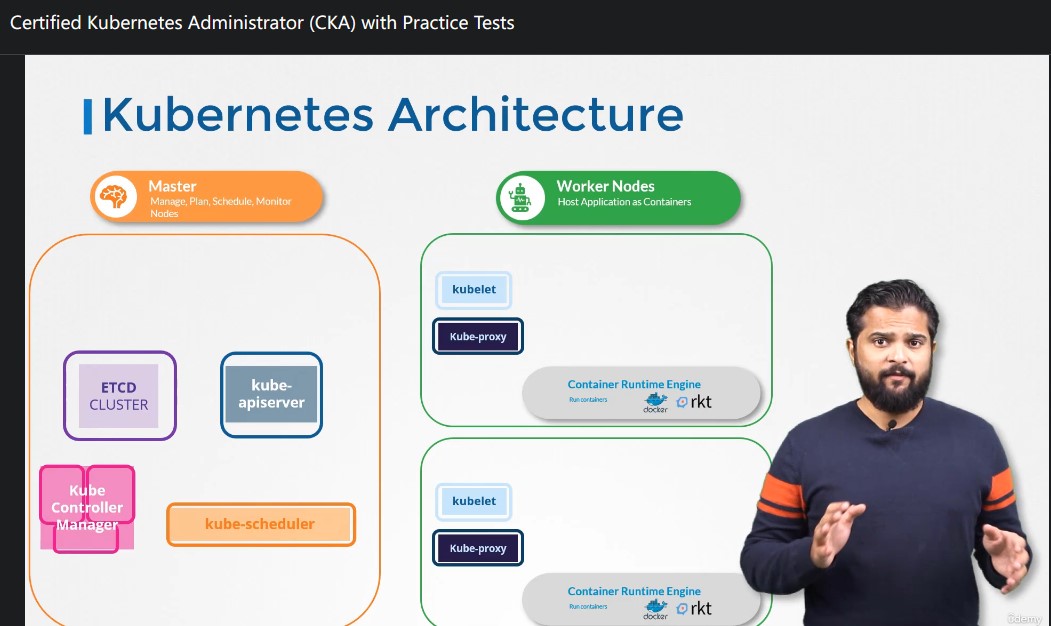 Certified Kubernetes Administrator (CKA) with Practice Tests
Kubernetes Architecture
Master
Manage, Plan, Schedule, Monitor
Nodes
Worker Nodes
Host Application as Containers
ETCD
CLUSTER
kube-
apiserver
Kube
Controller
Manager
kube-scheduler
kubelet
Kube-proxy
Container Runtime Engine
Run containers
docker
rkt
kubelet
Kube-proxy
Container Runtime Engine
Run containers
docker
rkt
ûdemy